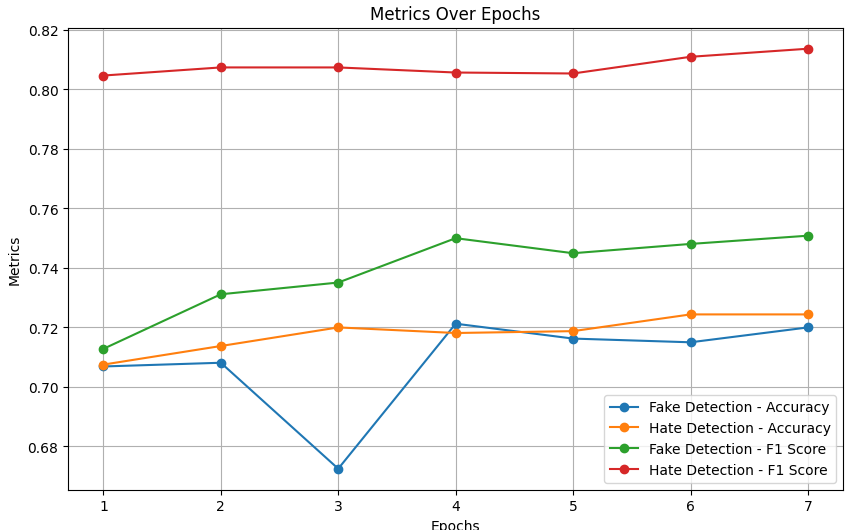 Metrics Over Epochs
Metrics
0.82
0.80
0.78
0.76
0.74
0.72
0.70
0.68
Fake Detection - Accuracy
Hate Detection - Accuracy
Fake Detection - F1 Score
Hate Detection - F1 Score
1 2 3 4 5 6 7
Epochs